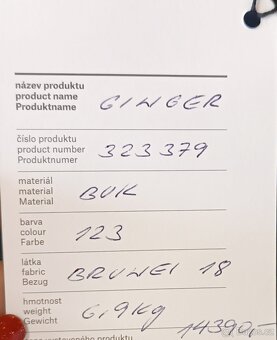 název produktu
product name
Produktname
GINGER
číslo produktu
product number
Produktnumer
323 379
materiál
material
Material
BUK
barva
colour
Farbe
123
látka
fabric
Bezug
BRUNEI 18
hmotnost
weight
Gewicht
6,9 kg
14390,-